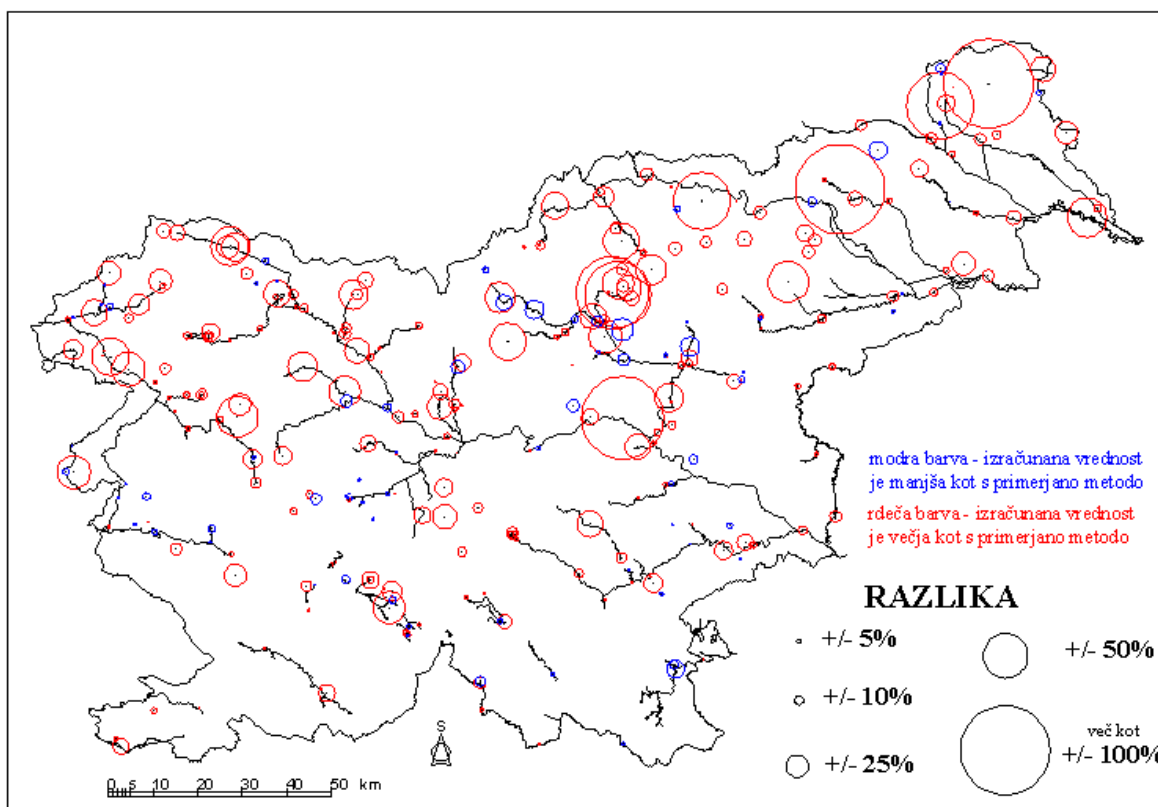 modra barva - izračunana vrednost
je manjša kot s primerjano metodo
rdeča barva - izračunana vrednost
je večja kot s primerjano metodo
RAZLIKA
+/- 5%
+/- 10%
+/- 25%
+/- 50%
več kot
+/- 100%
S
0 5 10 20 30 40 50 km